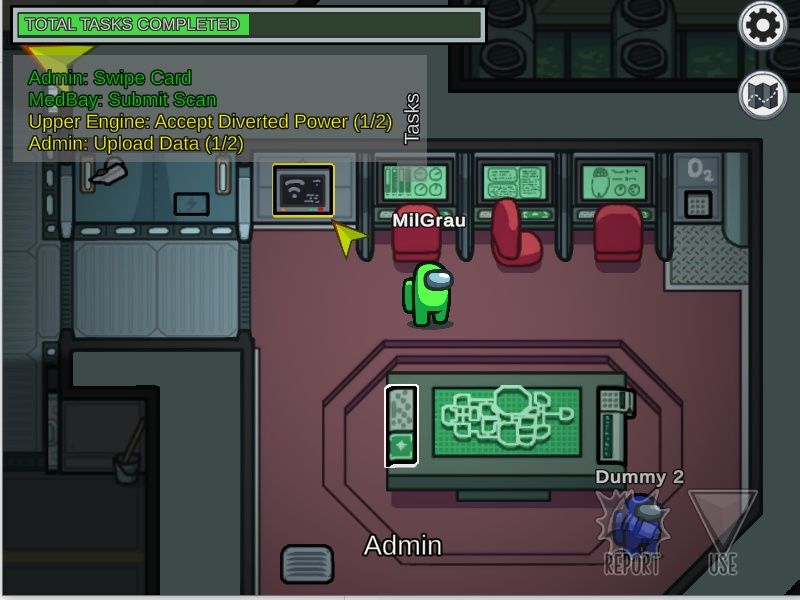 TOTAL TASKS COMPLETED
Admin: Swipe Card
MedBay: Submit Scan
Upper Engine: Accept Diverted Power (1/2)
Admin: Upload Data (1/2)
Tasks
O2
MilGrau
Dummy 2
Admin
REPORT
USE